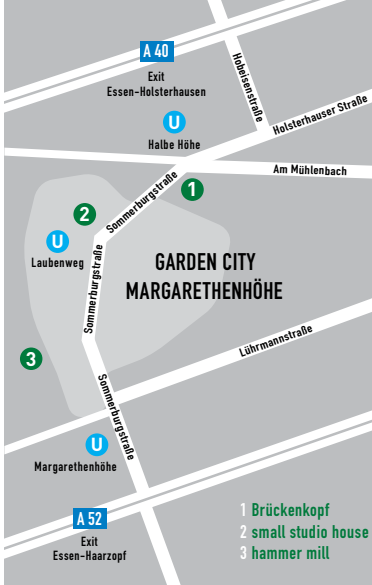 A 40
Exit
Essen-Holsterhausen
Hobeisenstraße
Holsterhauser Straße
U
Halbe Höhe
Am Mühlenbach
1
Sommerburgstraße
2
U
Laubenweg
GARDEN CITY
MARGARETHENHÖHE
Sommerburgstraße
Lührmannstraße
3
Sommerburgstraße
U
Margarethenhöhe
A 52
Exit
Essen-Haarzopf
1 Brückenkopf
2 small studio house
3 hammer mill